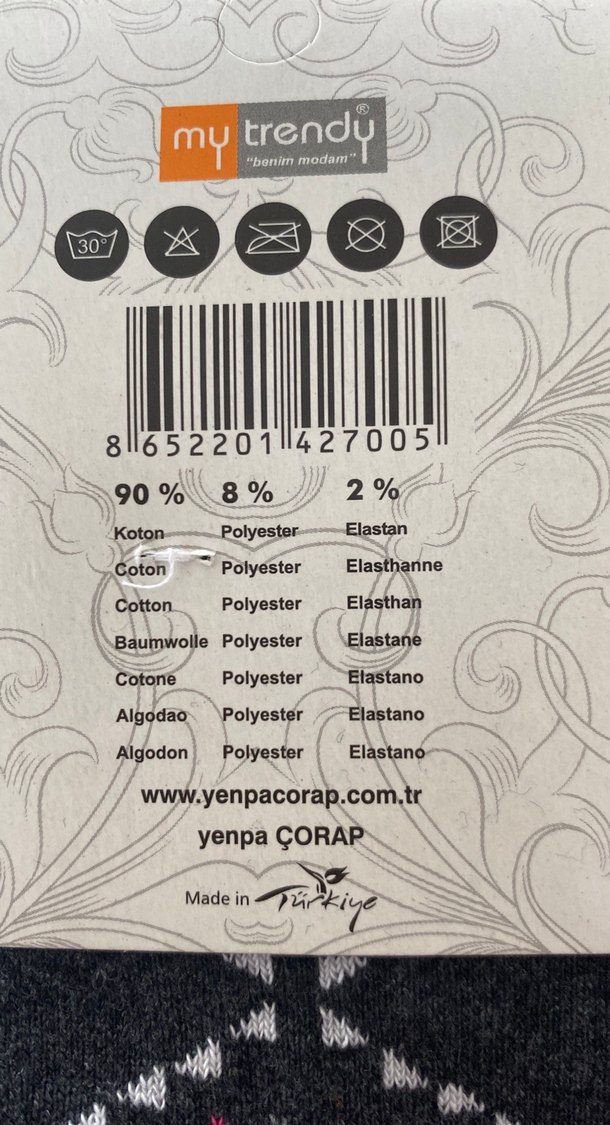 my trendy®
"benim modam"
30°
8 652201 427005
90 % 8 % 2 %
Koton Polyester Elastan
Coton Polyester Elasthanne
Cotton Polyester Elasthan
Baumwolle Polyester Elastane
Cotone Polyester Elastano
Algodao Polyester Elastano
Algodon Polyester Elastano
www.yenpacorap.com.tr
yenpa ÇORAP
Made in Türkiye